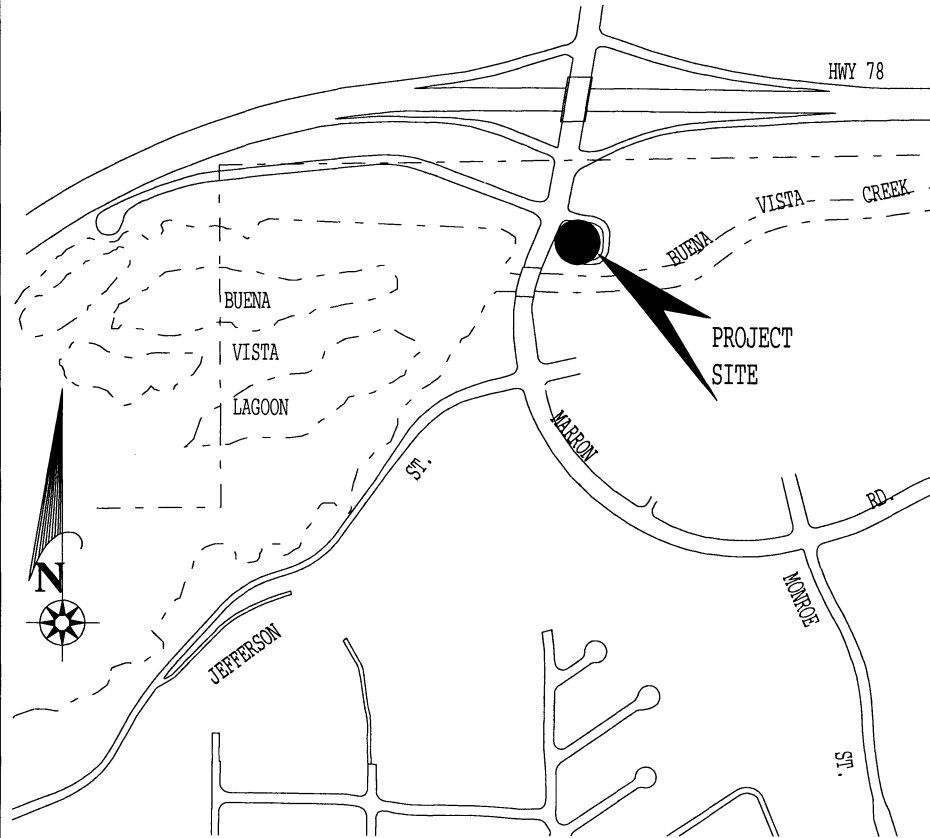 HWY 78
BUENA VISTA CREEK
BUENA
VISTA
LAGOON
PROJECT
SITE
MARRON RD.
JEFFERSON ST.
MONROE ST.
N